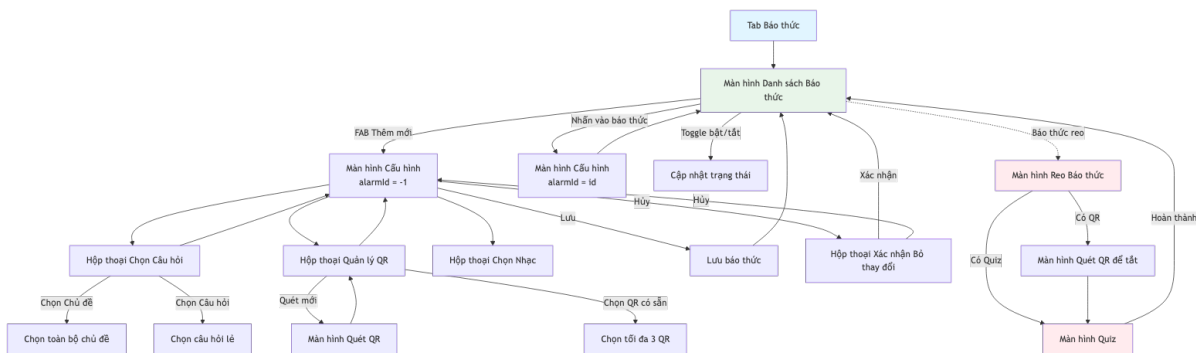 Tab Báo thức
Màn hình Danh sách Báo
thức
FAB Thêm mới
Nhấn vào báo thức
Toggle bật/tắt
Báo thức reo
Màn hình Cấu hình
alarmId = -1
Màn hình Cấu hình
alarmId = id
Cập nhật trạng thái
Xác nhận
Màn hình Reo Báo thức
Lưu
Hủy
Hủy
Có QR
Hoàn thành
Hộp thoại Chọn Câu hỏi
Hộp thoại Quản lý QR
Hộp thoại Chọn Nhạc
Lưu báo thức
Hộp thoại Xác nhận Bỏ
thay đổi
Có Quiz
Màn hình Quét QR để tắt
Chọn Chủ đề
Chọn Câu hỏi
Quét mới
Chọn QR có sẵn
Chọn toàn bộ chủ đề
Chọn câu hỏi lẻ
Màn hình Quét QR
Chọn tối đa 3 QR
Màn hình Quiz